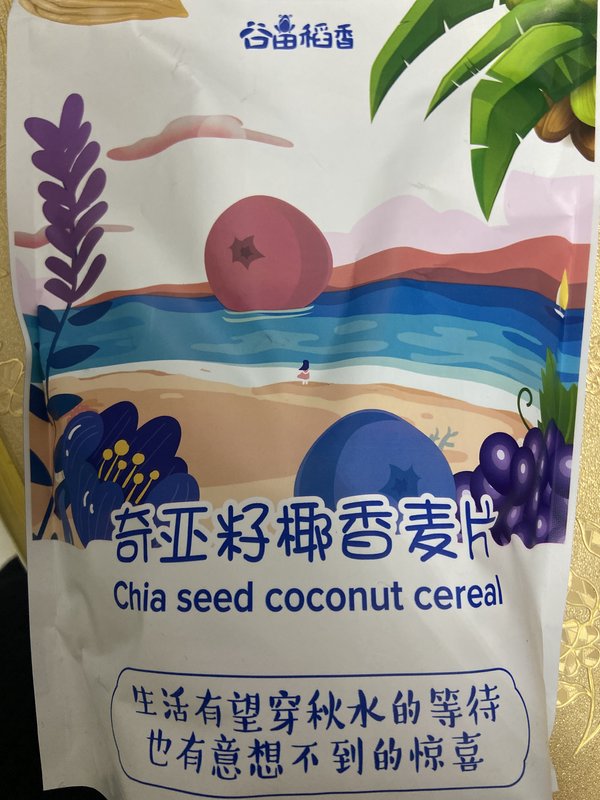 谷畄稻香
奇亚籽椰香麦片
Chia seed coconut cereal
生活有望穿秋水的等待
也有意想不到的惊喜